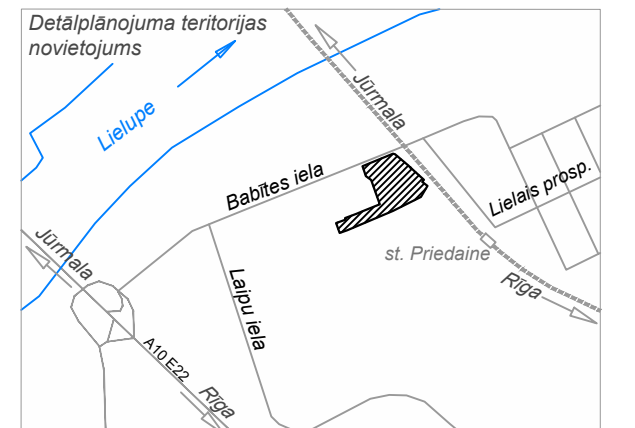 Detālplānojuma teritorijas
novietojums
Jūrmala
Lielupe
Babītes iela
Lielais prosp.
st. Priedaine
Jūrmala
Laipu iela
Rīga
A10 E22
Rīga